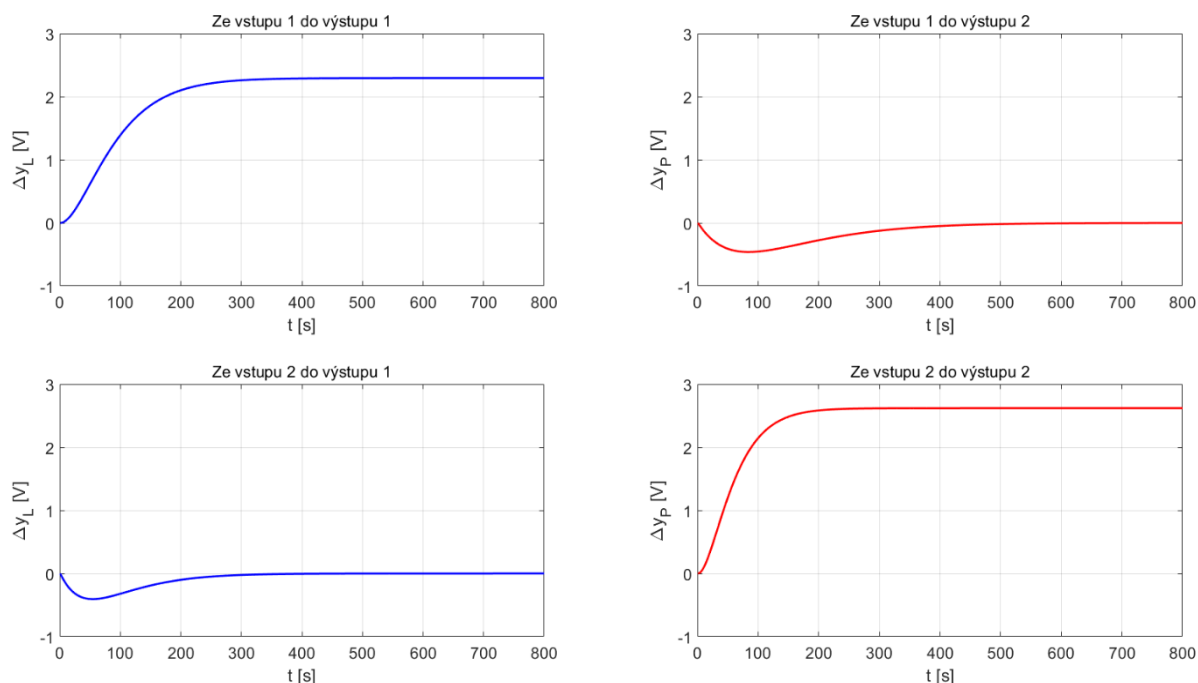 Ze vstupu 1 do výstupu 1
3
2
1
0
-1
Δy_L [V]
0 100 200 300 400 500 600 700 800
t [s]
Ze vstupu 1 do výstupu 2
3
2
1
0
-1
Δy_P [V]
0 100 200 300 400 500 600 700 800
t [s]
Ze vstupu 2 do výstupu 1
3
2
1
0
-1
Δy_L [V]
0 100 200 300 400 500 600 700 800
t [s]
Ze vstupu 2 do výstupu 2
3
2
1
0
-1
Δy_P [V]
0 100 200 300 400 500 600 700 800
t [s]